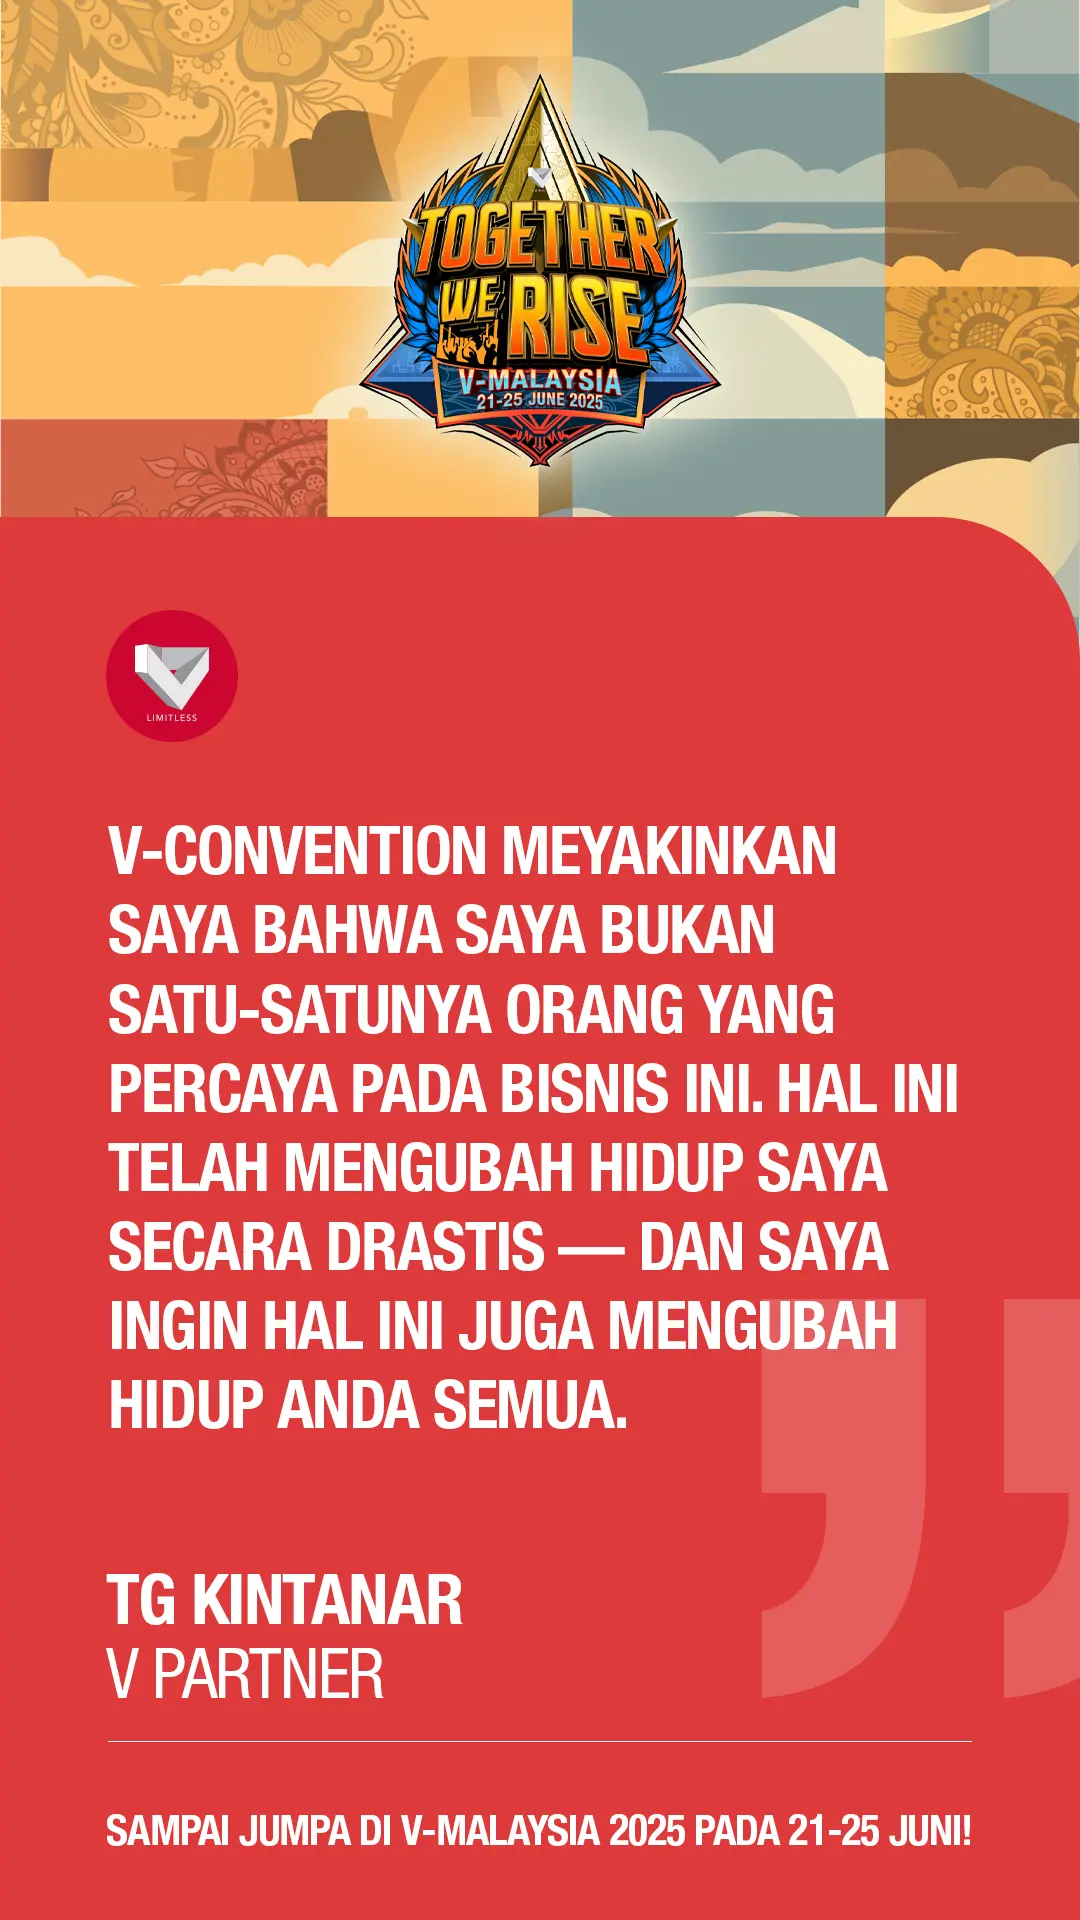 TOGETHER
WE RISE
V-MALAYSIA
21-25 JUNE 2025
LIMITLESS
V-CONVENTION MEYAKINKAN
SAYA BAHWA SAYA BUKAN
SATU-SATUNYA ORANG YANG
PERCAYA PADA BISNIS INI. HAL INI
TELAH MENGUBAH HIDUP SAYA
SECARA DRASTIS — DAN SAYA
INGIN HAL INI JUGA MENGUBAH
HIDUP ANDA SEMUA.
TG KINTANAR
V PARTNER
SAMPAI JUMPA DI V-MALAYSIA 2025 PADA 21-25 JUNI!